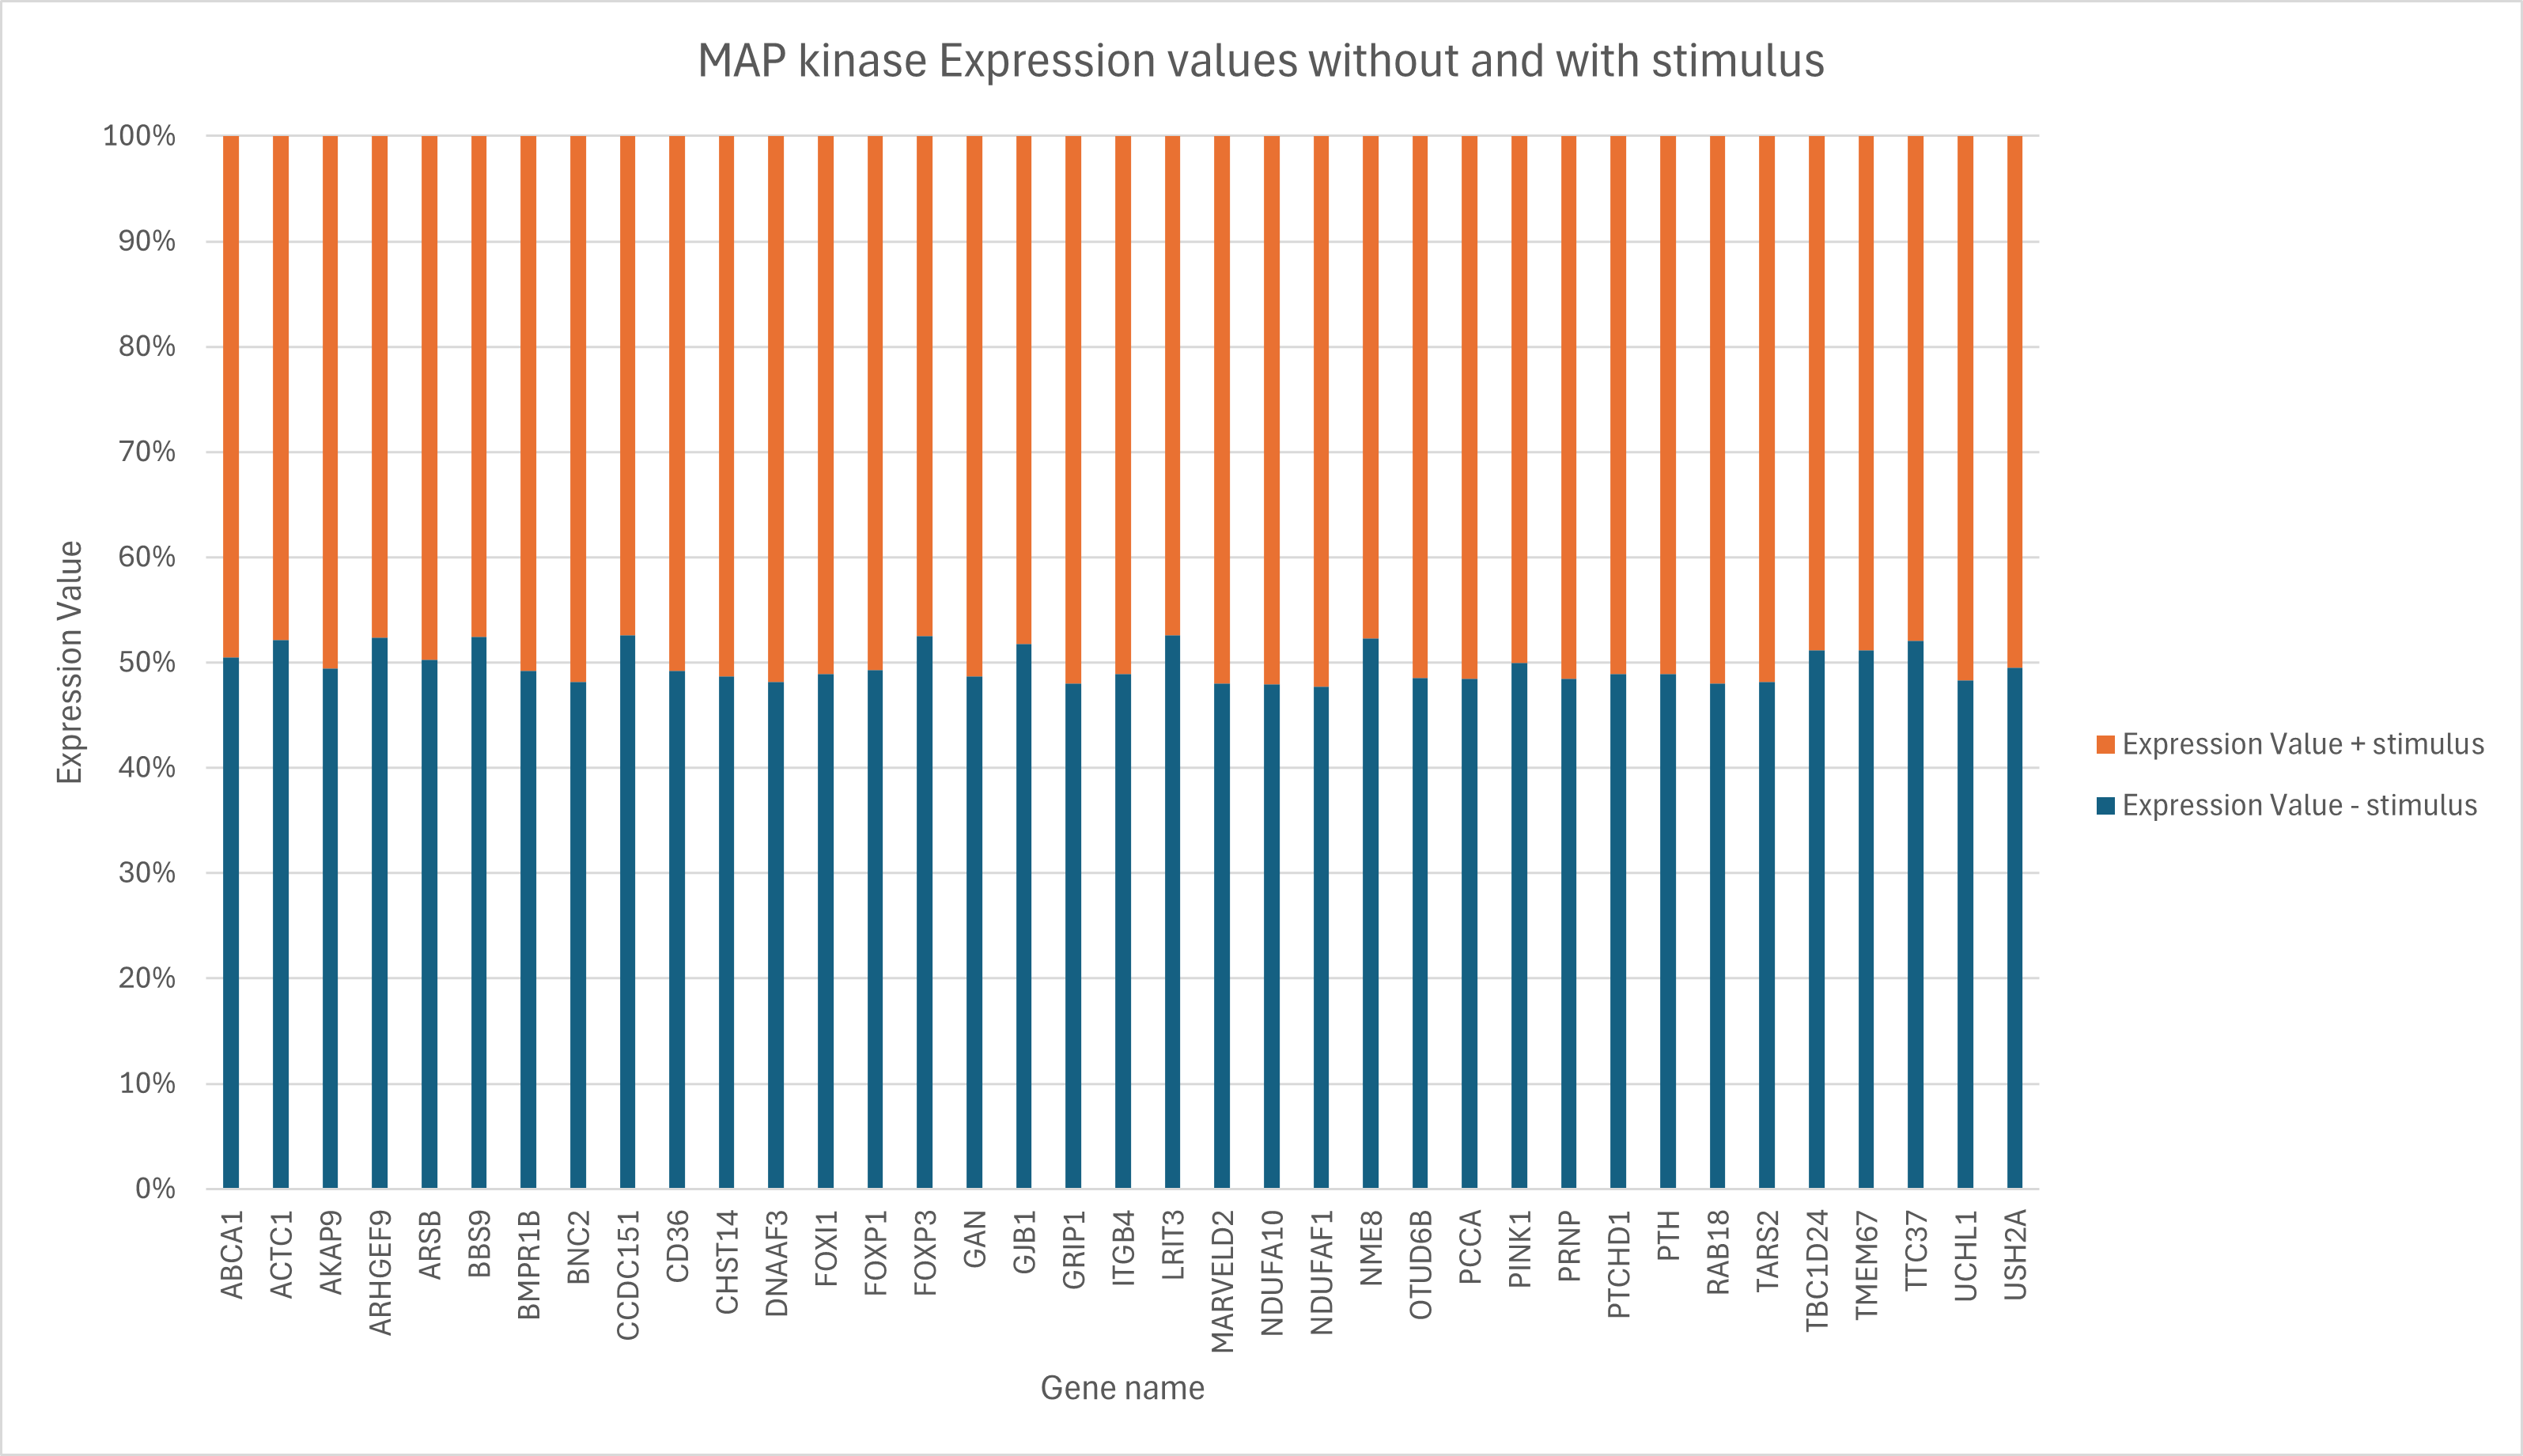 MAP kinase Expression values without and with stimulus
100%
90%
80%
70%
60%
50%
40%
30%
20%
10%
0%
Expression Value
ABCA1
ACTC1
AKAP9
ARHGEF9
ARSB
BBS9
BMPR1B
BNC2
CCDC151
CD36
CHST14
DNAAF3
FOXI1
FOXP1
FOXP3
GAN
GJB1
GRIP1
ITGB4
LRIT3
MARVELD2
NDUFA10
NDUFAF1
NME8
OTUD6B
PCCA
PINK1
PRNP
PTCHD1
PTH
RAB18
TARS2
TBC1D24
TMEM67
TTC37
UCHL1
USH2A
Gene name
Expression Value + stimulus
Expression Value - stimulus